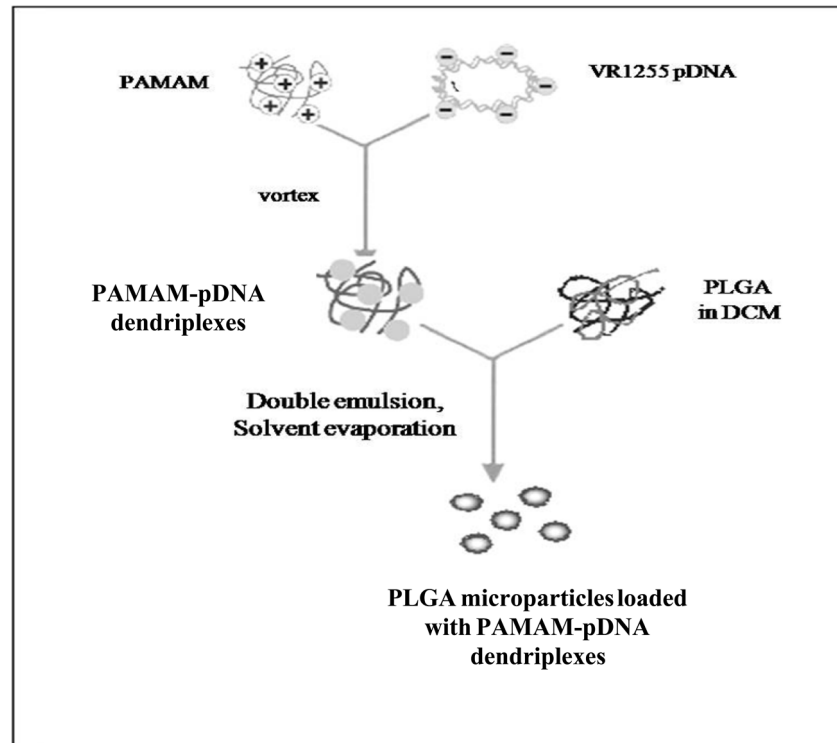 PAMAM
VR1255 pDNA
+
+
+
+
+
−
−
−
−
−
vortex
PAMAM-pDNA
dendriplexes
PLGA
in DCM
Double emulsion,
Solvent evaporation
PLGA microparticles loaded
with PAMAM-pDNA
dendriplexes